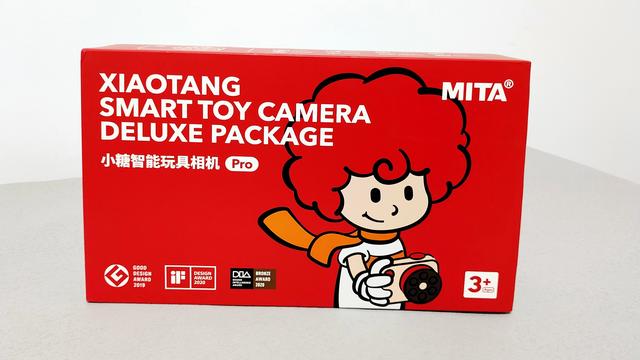 XIAOTANG
SMART TOY CAMERA
DELUXE PACKAGE
小糖智能玩具相机 Pro
MITA®
GOOD
DESIGN
AWARD
2019
iF
DESIGN
AWARD
2020
DIA
BRONZE
AWARD
2020
3+